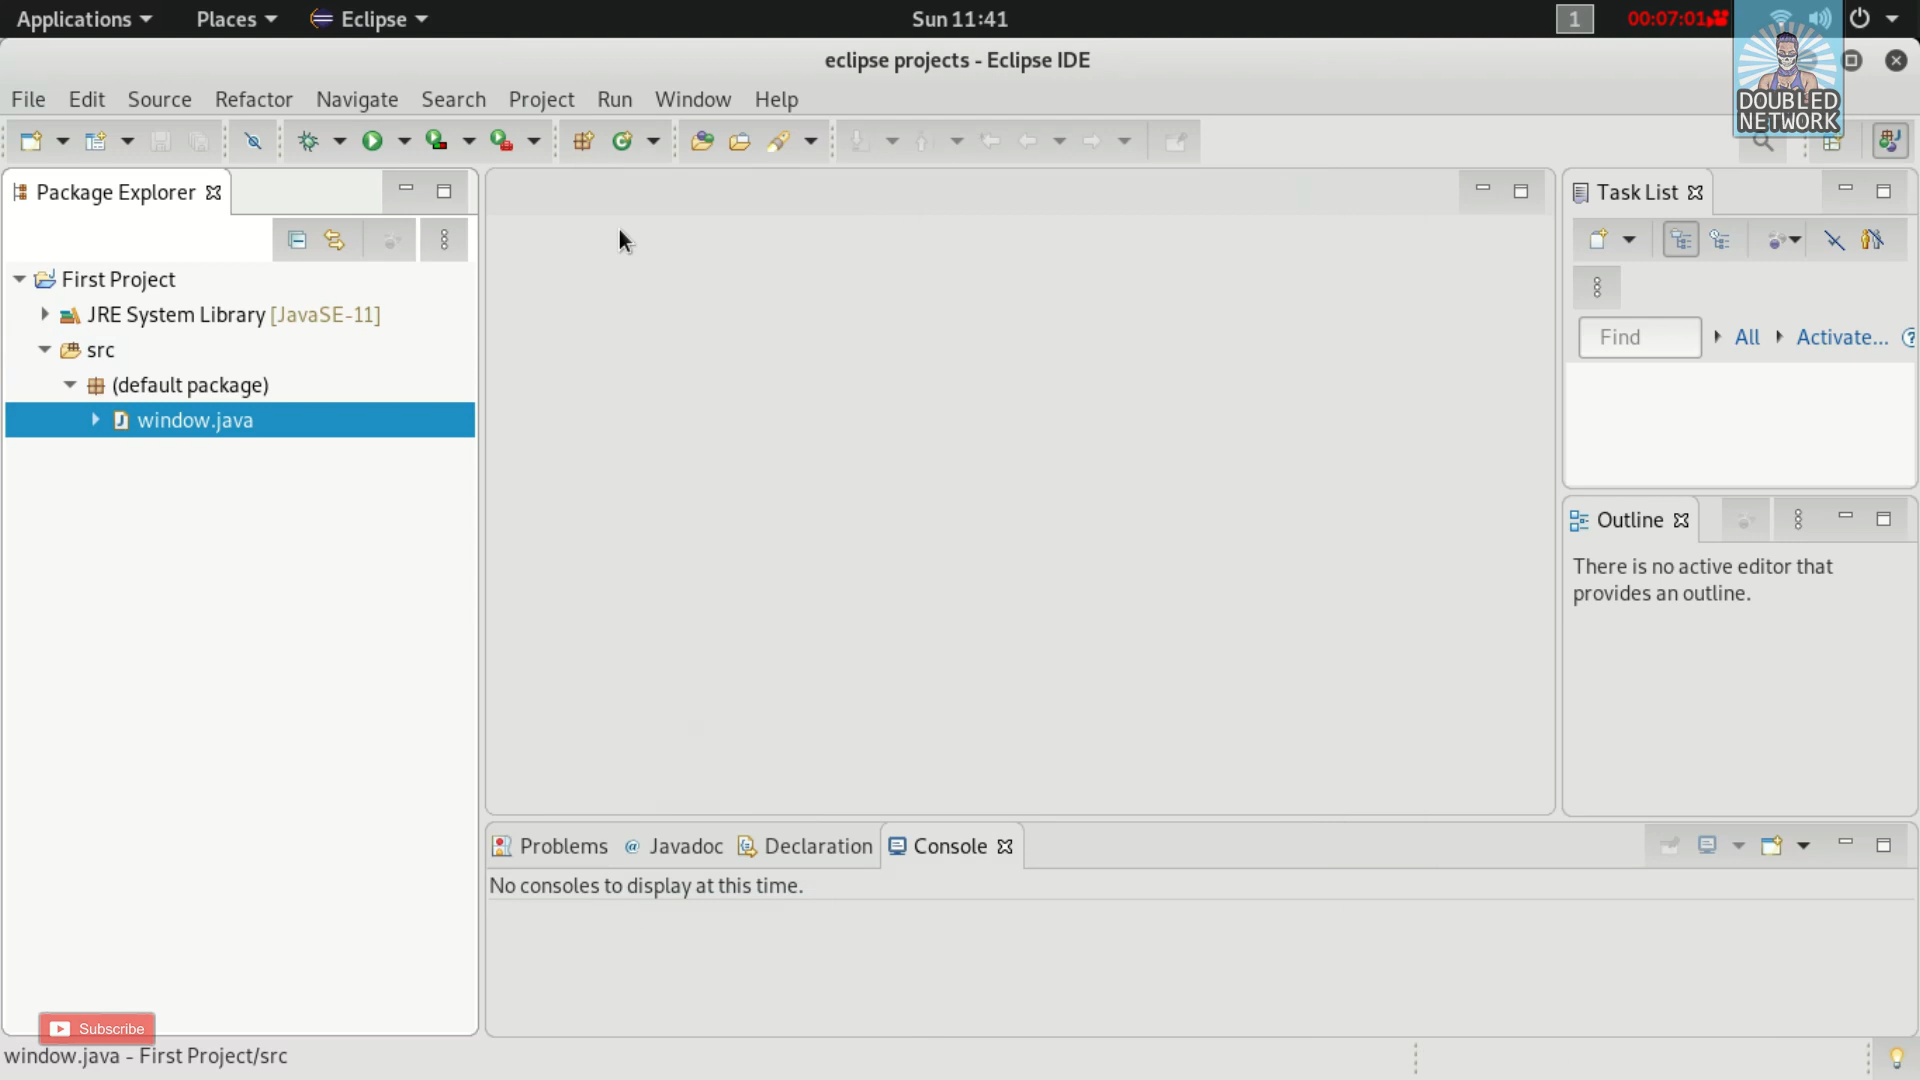 Applications Places Eclipse Sun 11:41 1 00:07:01
eclipse projects - Eclipse IDE
File Edit Source Refactor Navigate Search Project Run Window Help
DOUBLED
NETWORK
Package Explorer
Task List
First Project
JRE System Library [JavaSE-11]
src
(default package)
window.java
Find All Activate...
Outline
There is no active editor that
provides an outline.
Problems Javadoc Declaration Console
No consoles to display at this time.
Subscribe
window.java - First Project/src